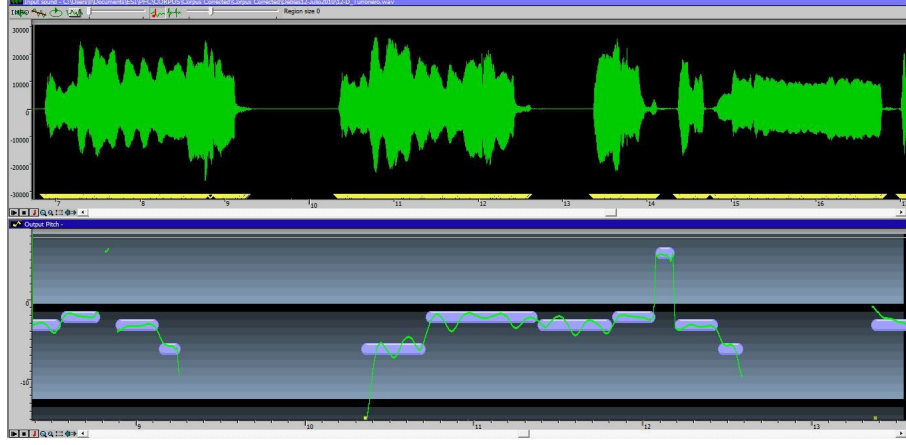 Input sound - C:\Users\
Region size 0
30000
20000
10000
0
-10000
-20000
-30000
7 8 9 10 11 12 13 14 15 16
Output Pitch -
0
-10
9 10 11 12 13